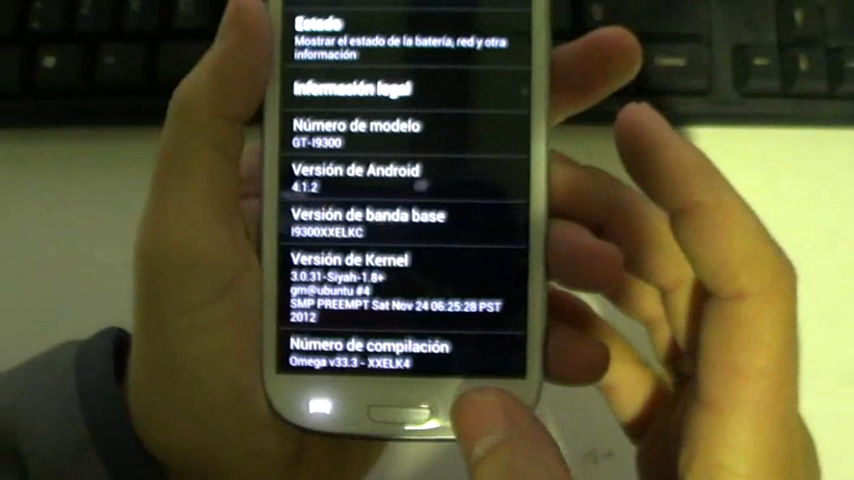 Estado
Mostrar el estado de la batería, red y otra
información
Información legal
Número de modelo
GT-I9300
Versión de Android
4.1.2
Versión de banda base
I9300XXELKC
Versión de Kernel
3.0.31-Siyah-1.8+
gm@ubuntu #4
SMP PREEMPT Sat Nov 24 06:25:28 PST
2012
Número de compilación
Omega v33.3 - XXELK4